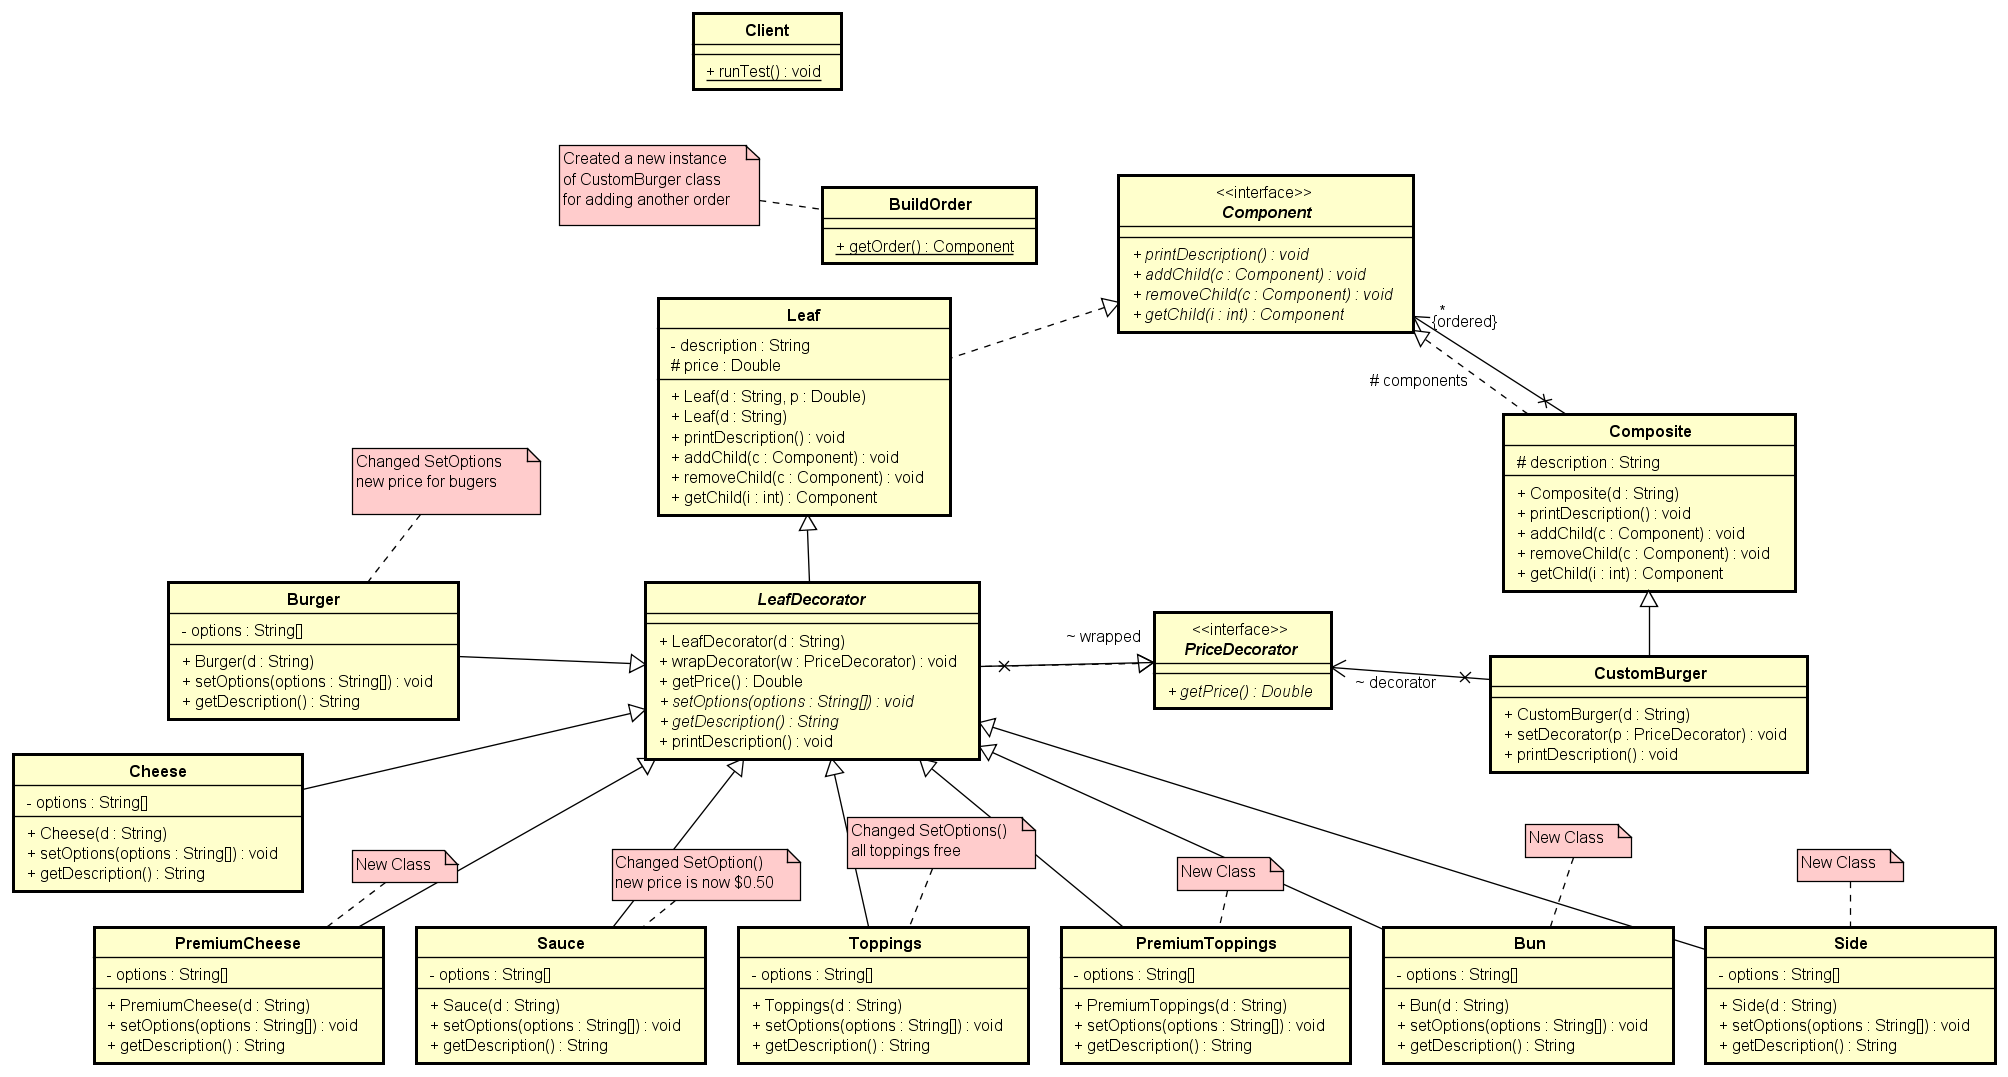 Client
+ runTest() : void
Created a new instance
of CustomBurger class
for adding another order
BuildOrder
+ getOrder() : Component
<<interface>>
Component
+ printDescription() : void
+ addChild(c : Component) : void
+ removeChild(c : Component) : void
+ getChild(i : int) : Component
*
{ordered}
# components
Leaf
- description : String
# price : Double
+ Leaf(d : String, p : Double)
+ Leaf(d : String)
+ printDescription() : void
+ addChild(c : Component) : void
+ removeChild(c : Component) : void
+ getChild(i : int) : Component
Composite
# description : String
+ Composite(d : String)
+ printDescription() : void
+ addChild(c : Component) : void
+ removeChild(c : Component) : void
+ getChild(i : int) : Component
Changed SetOptions
new price for bugers
Burger
- options : String[]
+ Burger(d : String)
+ setOptions(options : String[]) : void
+ getDescription() : String
LeafDecorator
+ LeafDecorator(d : String)
+ wrapDecorator(w : PriceDecorator) : void
+ getPrice() : Double
+ setOptions(options : String[]) : void
+ getDescription() : String
+ printDescription() : void
~ wrapped
<<interface>>
PriceDecorator
+ getPrice() : Double
~ decorator
CustomBurger
+ CustomBurger(d : String)
+ setDecorator(p : PriceDecorator) : void
+ printDescription() : void
Cheese
- options : String[]
+ Cheese(d : String)
+ setOptions(options : String[]) : void
+ getDescription() : String
New Class
Changed SetOption()
new price is now $0.50
Changed SetOptions()
all toppings free
New Class
New Class
New Class
PremiumCheese
- options : String[]
+ PremiumCheese(d : String)
+ setOptions(options : String[]) : void
+ getDescription() : String
Sauce
- options : String[]
+ Sauce(d : String)
+ setOptions(options : String[]) : void
+ getDescription() : String
Toppings
- options : String[]
+ Toppings(d : String)
+ setOptions(options : String[]) : void
+ getDescription() : String
PremiumToppings
- options : String[]
+ PremiumToppings(d : String)
+ setOptions(options : String[]) : void
+ getDescription() : String
Bun
- options : String[]
+ Bun(d : String)
+ setOptions(options : String[]) : void
+ getDescription() : String
Side
- options : String[]
+ Side(d : String)
+ setOptions(options : String[]) : void
+ getDescription() : String